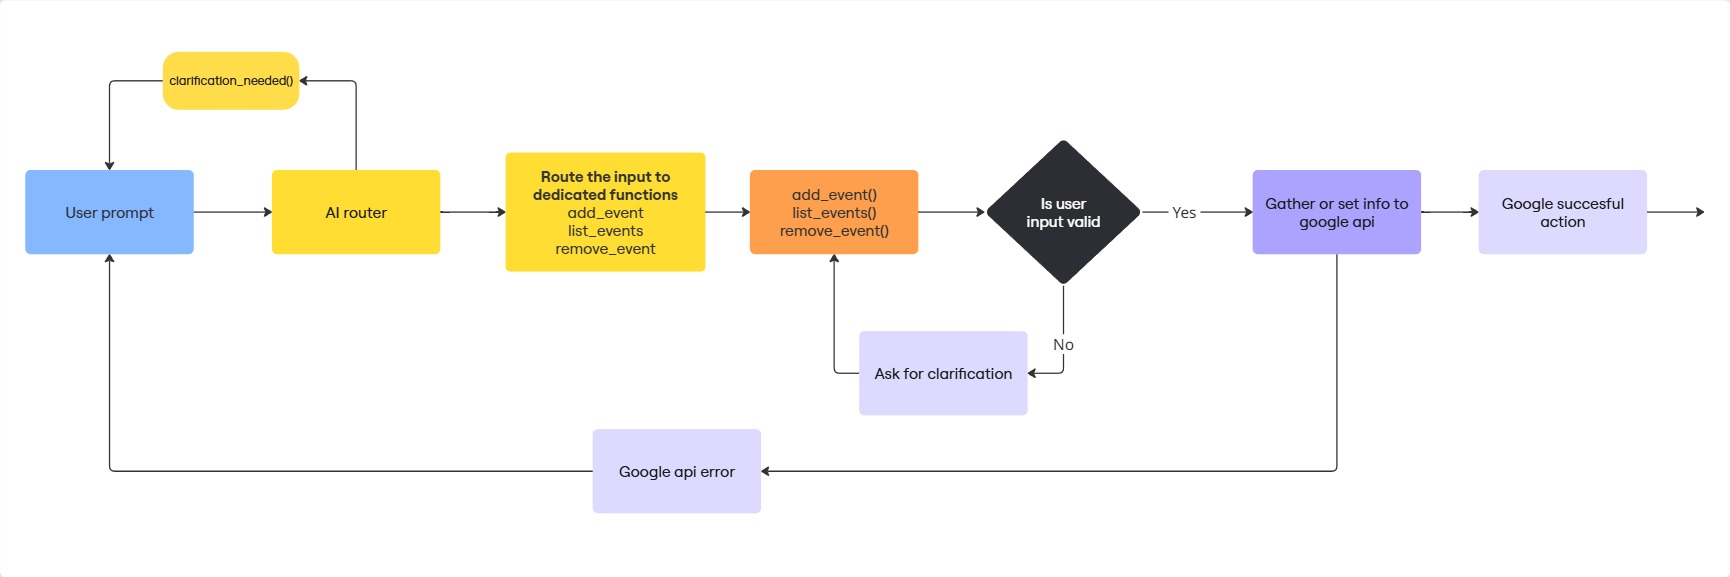 clarification_needed()
User prompt
AI router
Route the input to
dedicated functions
add_event
list_events
remove_event
add_event()
list_events()
remove_event()
Is user
input valid
Yes
Gather or set info to
google api
Google succesful
action
No
Ask for clarification
Google api error